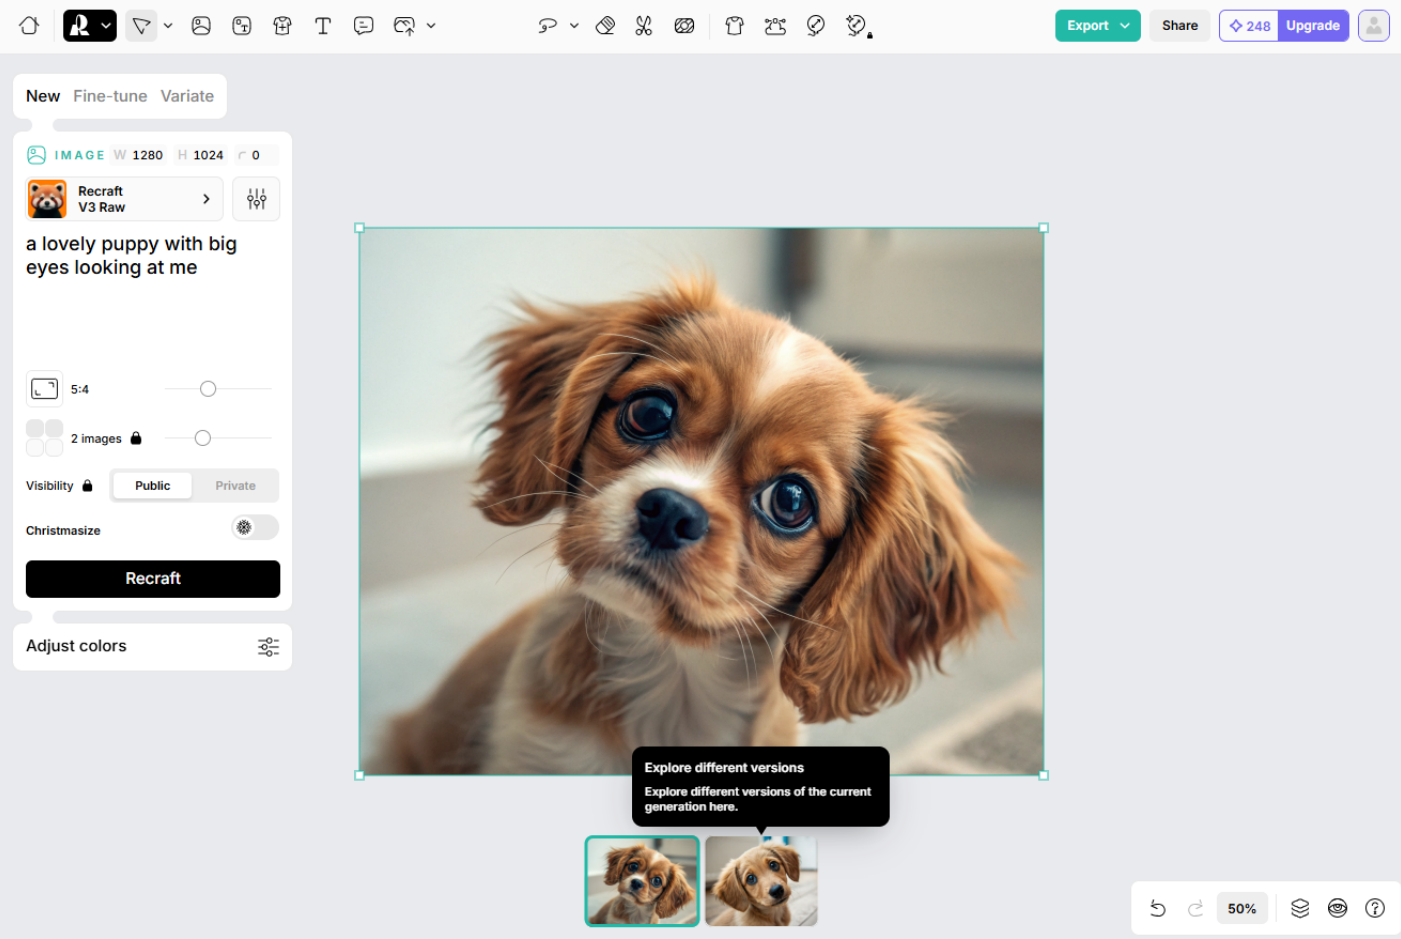 Export
Share
248
Upgrade
New
Fine-tune
Variate
IMAGE
W 1280
H 1024
0
Recraft
V3 Raw
a lovely puppy with big
eyes looking at me
5:4
2 images
Visibility
Public
Private
Christmasize
Recraft
Adjust colors
Explore different versions
Explore different versions of the current
generation here.
50%